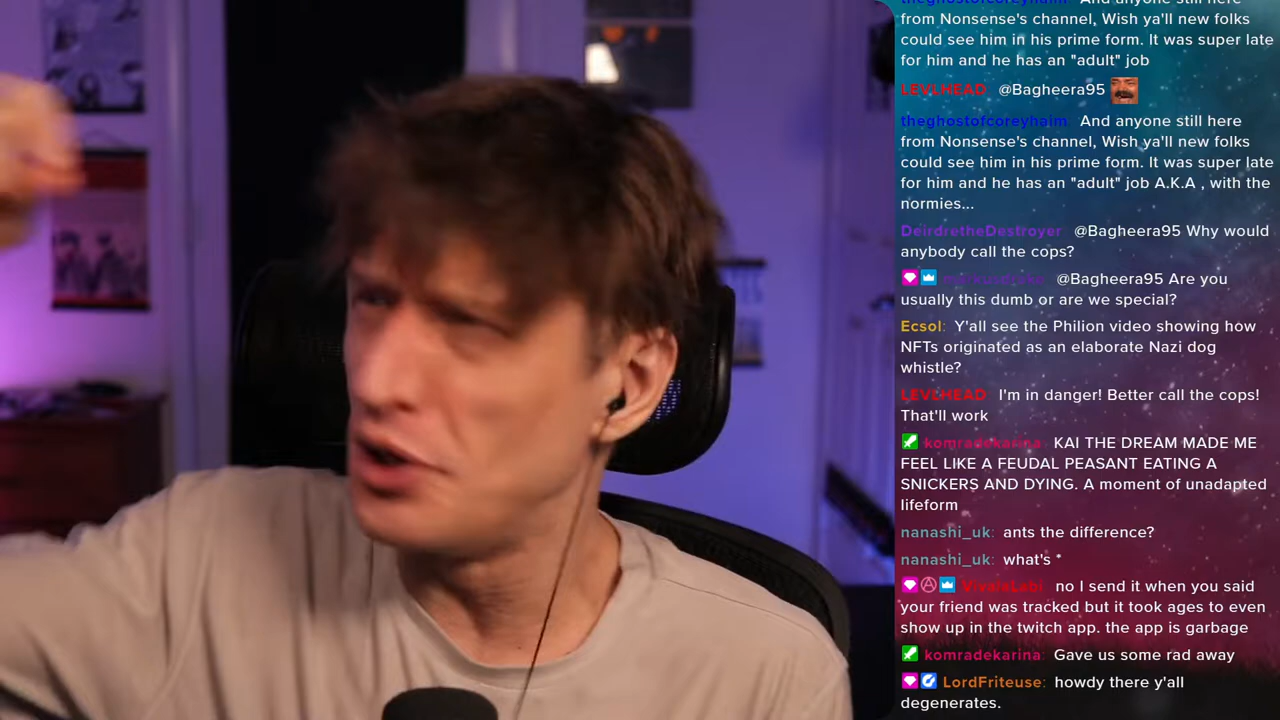 theghostofcoreyhaim: And anyone still here
from Nonsense's channel, Wish ya'll new folks
could see him in his prime form. It was super late
for him and he has an "adult" job
LEVLHEAD: @Bagheera95
theghostofcoreyhaim: And anyone still here
from Nonsense's channel, Wish ya'll new folks
could see him in his prime form. It was super late
for him and he has an "adult" job A.K.A , with the
normies...
DeirdretheDestroyer: @Bagheera95 Why would
anybody call the cops?
@Bagheera95 Are you
usually this dumb or are we special?
Ecsol: Y'all see the Philion video showing how
NFTs originated as an elaborate Nazi dog
whistle?
LEVLHEAD: I'm in danger! Better call the cops!
That'll work
komradekarina: KAI THE DREAM MADE ME
FEEL LIKE A FEUDAL PEASANT EATING A
SNICKERS AND DYING. A moment of unadapted
lifeform
nanashi_uk: ants the difference?
nanashi_uk: what's *
no I send it when you said
your friend was tracked but it took ages to even
show up in the twitch app. the app is garbage
komradekarina: Gave us some rad away
LordFriteuse: howdy there y'all
degenerates.